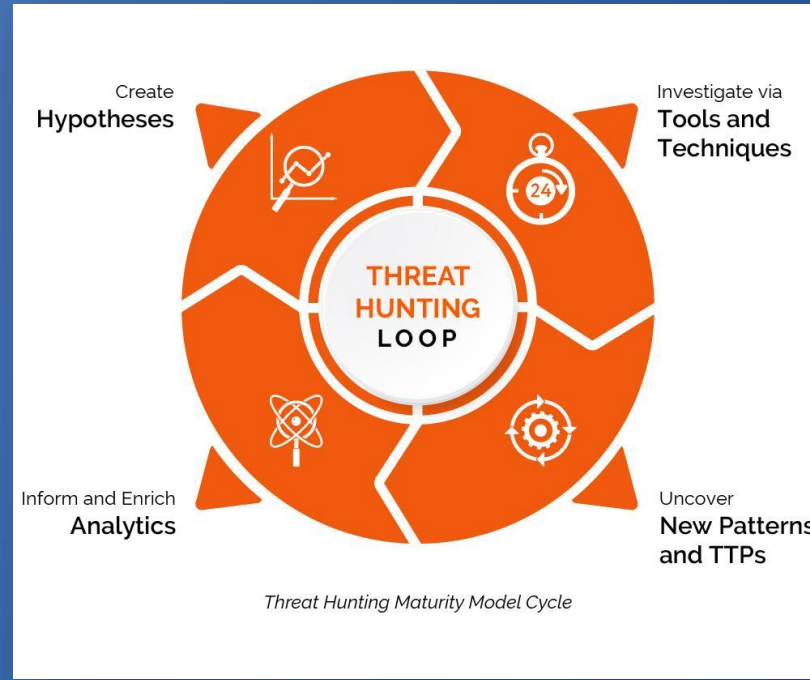 Create
Hypotheses
Investigate via
Tools and
Techniques
24
THREAT
HUNTING
LOOP
Inform and Enrich
Analytics
Uncover
New Patterns
and TTPs
Threat Hunting Maturity Model Cycle